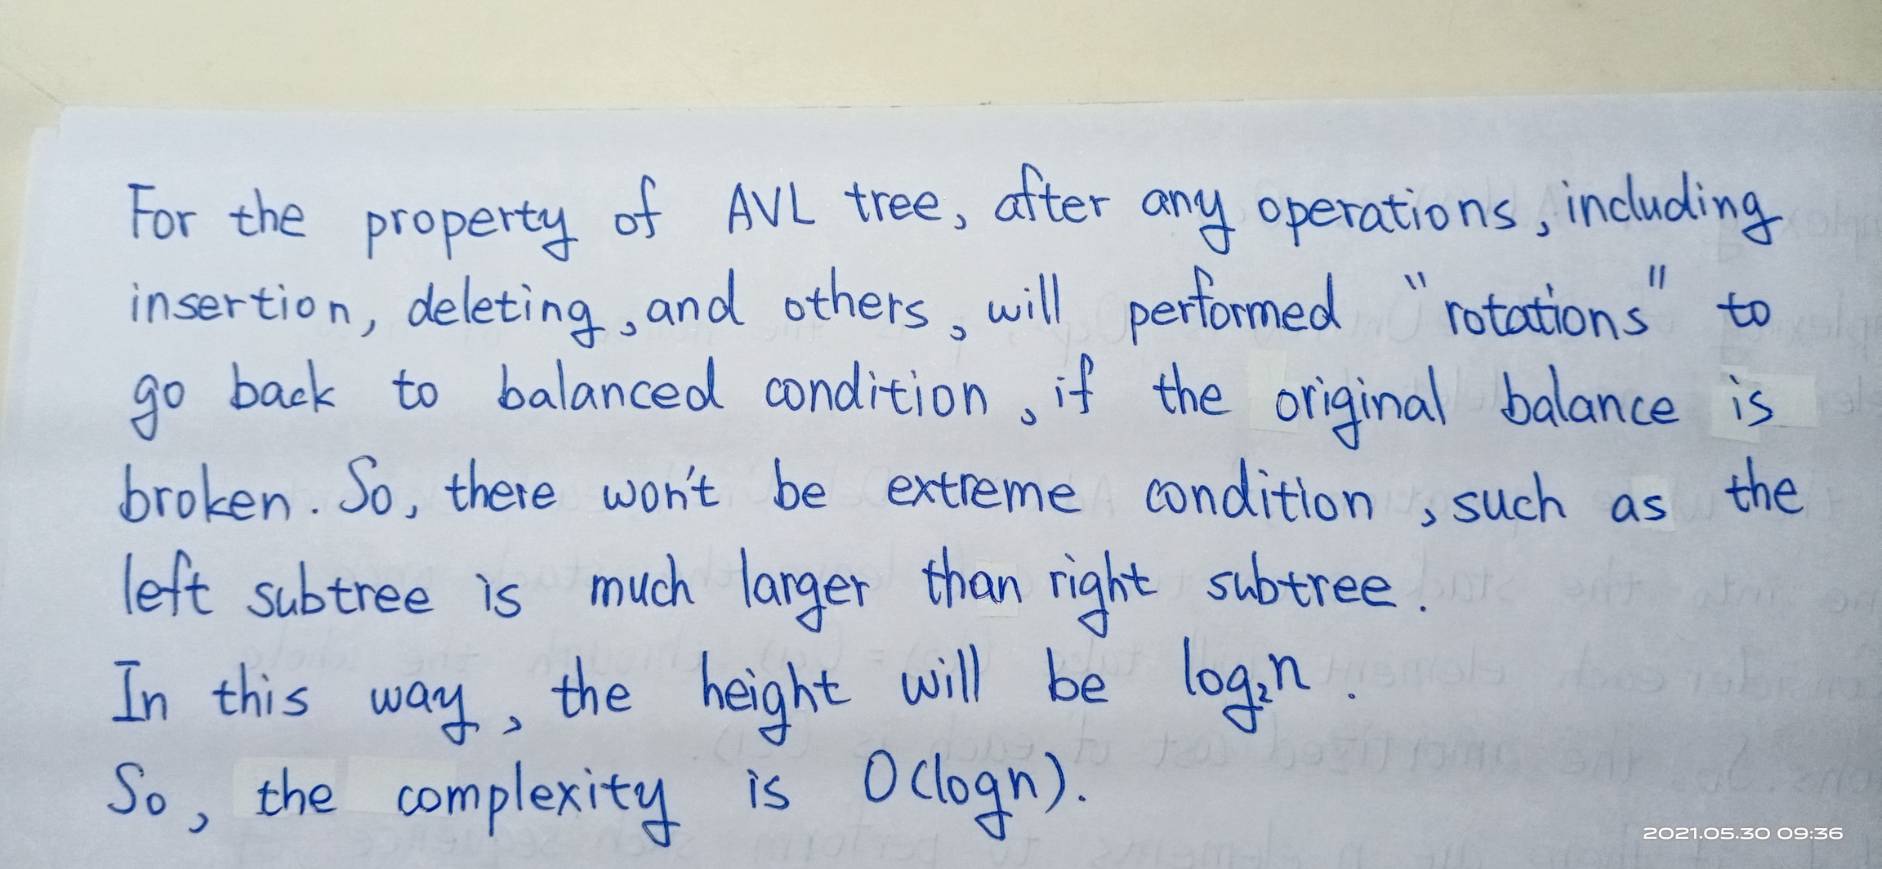 For the property of AVL tree, after any operations, including
insertion, deleting, and others, will performed "rotations" to
go back to balanced condition, if the original balance is
broken. So, there won't be extreme condition, such as the
left subtree is much larger than right subtree.
In this way, the height will be log₂n.
So, the complexity is O(logn).
2021.05.30 09:36